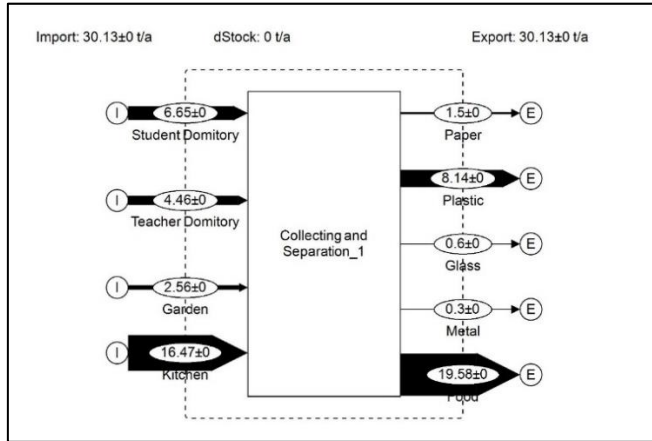 Import: 30.13±0 t/a dStock: 0 t/a Export: 30.13±0 t/a
I 6.65±0 1.5±0 E
Student Domitory Paper
8.14±0 E
Plastic
I 4.46±0
Teacher Domitory
Collecting and
Separation_1
0.6±0 E
Glass
I 2.56±0
Garden
0.3±0 E
Metal
I 16.47±0
Kitchen
19.58±0 E
Food